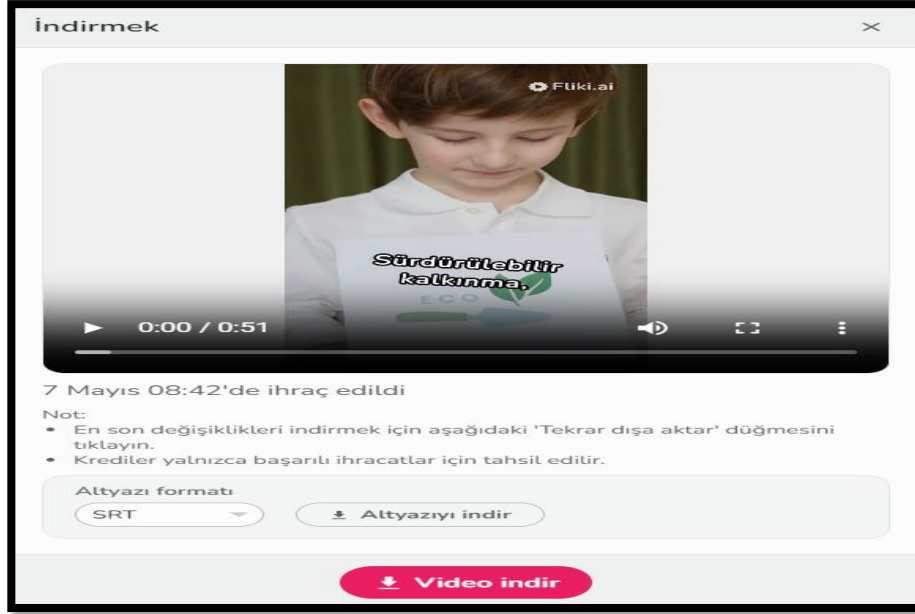 İndirmek
Fliki.ai
Sürdürülebilir
kalkınma,
ECO
0:00 / 0:51
7 Mayıs 08:42'de ihraç edildi
Not:
• En son değişiklikleri indirmek için aşağıdaki 'Tekrar dışa aktar' düğmesini
tıklayın.
• Krediler yalnızca başarılı ihracatlar için tahsil edilir.
Altyazı formatı
SRT
Altyazıyı indir
Video indir